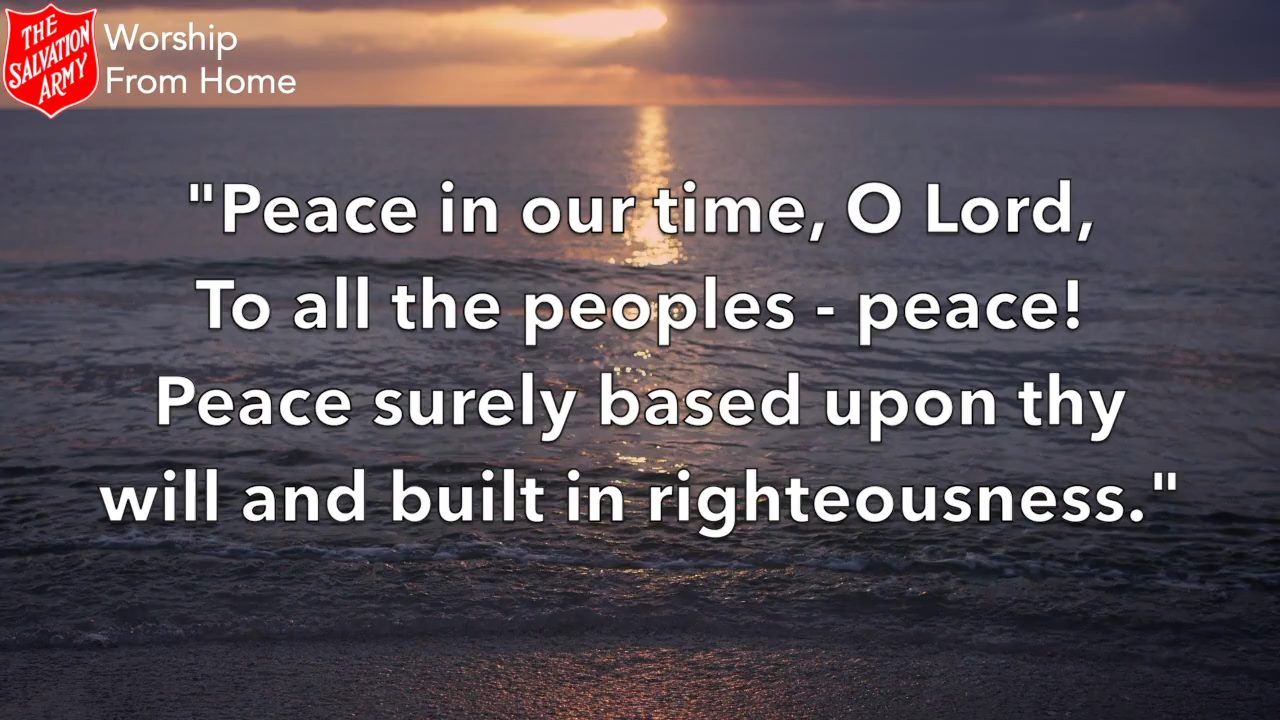 THE
SALVATION
ARMY
Worship
From Home
"Peace in our time, O Lord,
To all the peoples - peace!
Peace surely based upon thy
will and built in righteousness."